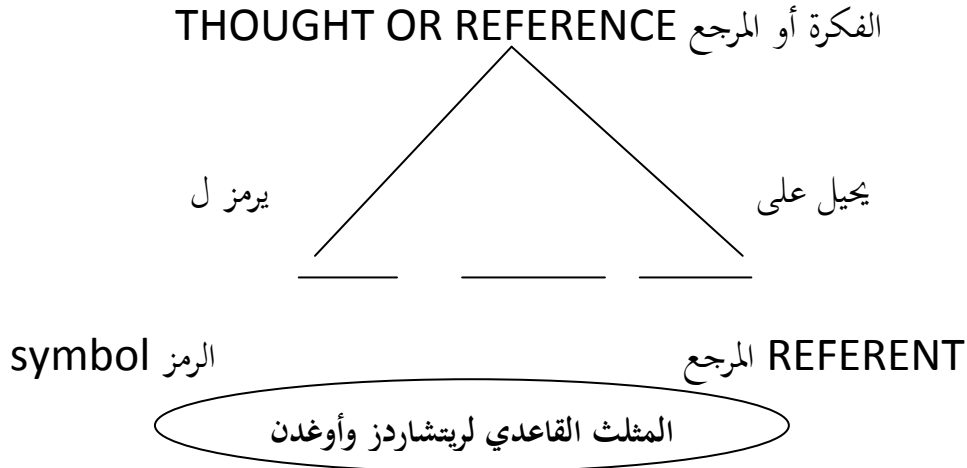 الفكرة أو المرجع THOUGHT OR REFERENCE
يحيل على
يرمز ل
REFERENT المرجع
الرمز symbol
المثلث القاعدي لريتشاردز وأوغدن